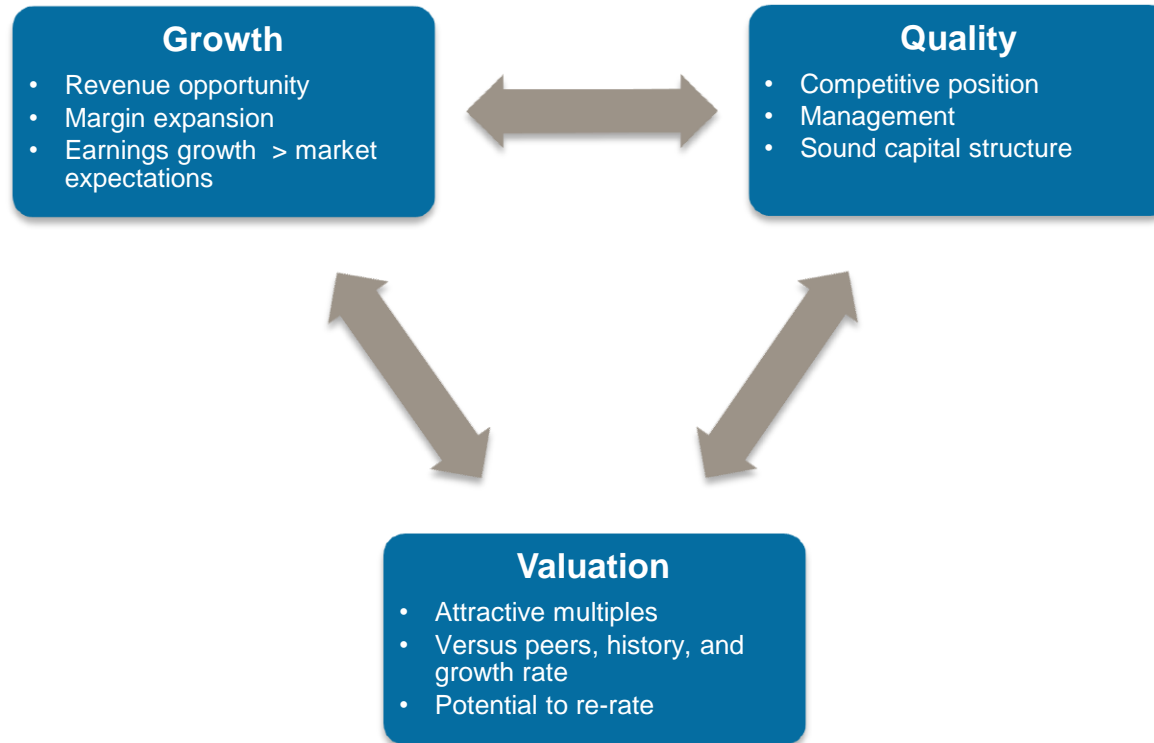 Growth
• Revenue opportunity
• Margin expansion
• Earnings growth  > market
expectations
Quality
• Competitive position
• Management
• Sound capital structure
Valuation
• Attractive multiples
• Versus peers, history, and
growth rate
• Potential to re-rate